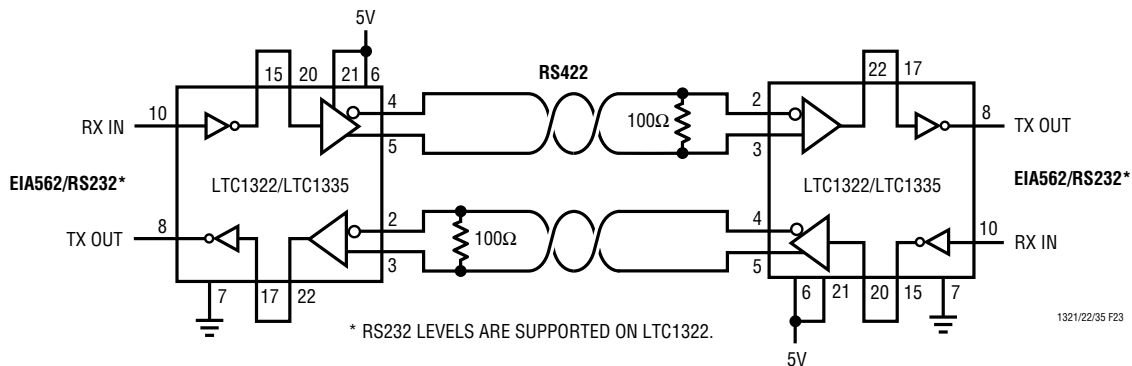 5V
15 20 21 6
RS422
22 17
10
RX IN
4
5
100Ω
2
3
8
TX OUT
EIA562/RS232*
LTC1322/LTC1335
LTC1322/LTC1335
EIA562/RS232*
8
TX OUT
2
3
100Ω
4
5
10
RX IN
7
17 22
6 21 20 15 7
* RS232 LEVELS ARE SUPPORTED ON LTC1322.
5V
1321/22/35 F23